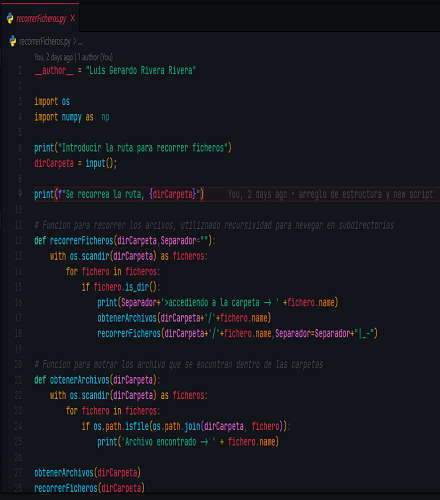 recorrerFicheros.py ×
recorrerFicheros.py > ...
You, 2 days ago | 1 author (You)
1 __author__ = "Luis Gerardo Rivera Rivera"
2
3 import os
4 import numpy as np
5
6 print("Introducir la ruta para recorrer ficheros")
7 dirCarpeta = input();
8
9 print(f"Se recorrea la ruta, {dirCarpeta}") You, 2 days ago • arreglo de estructura y new script
10
11 # Funcion para recorrer los arcivos, utiliznado recursividad para nevegar en subdirectorios
12 def recorrerFicheros(dirCarpeta,Separador=""):
13 with os.scandir(dirCarpeta) as ficheros:
14 for fichero in ficheros:
15 if fichero.is_dir():
16 print(Separador+'>accediendo a la carpeta -> ' +fichero.name)
17 obtenerArchivos(dirCarpeta+'/'+fichero.name)
18 recorrerFicheros(dirCarpeta+'/'+fichero.name,Separador=Separador+"|_-")
19
20 # Funcion para motrar los archivo que se encuntran dentro de las carpetas
21 def obtenerArchivos(dirCarpeta):
22 with os.scandir(dirCarpeta) as ficheros:
23 for fichero in ficheros:
24 if os.path.isfile(os.path.join(dirCarpeta, fichero)):
25 print('Archivo encontrado -> ' + fichero.name)
26
27 obtenerArchivos(dirCarpeta)
28 recorrerFicheros(dirCarpeta)